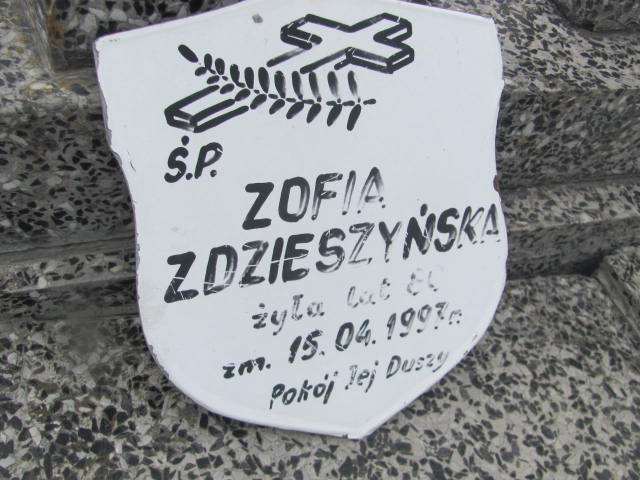 Ś.P.
ZOFIA
ZDZIESZYŃSKA
żyła lat
zm. 15.04.1997r.
Pokój Jej Duszy